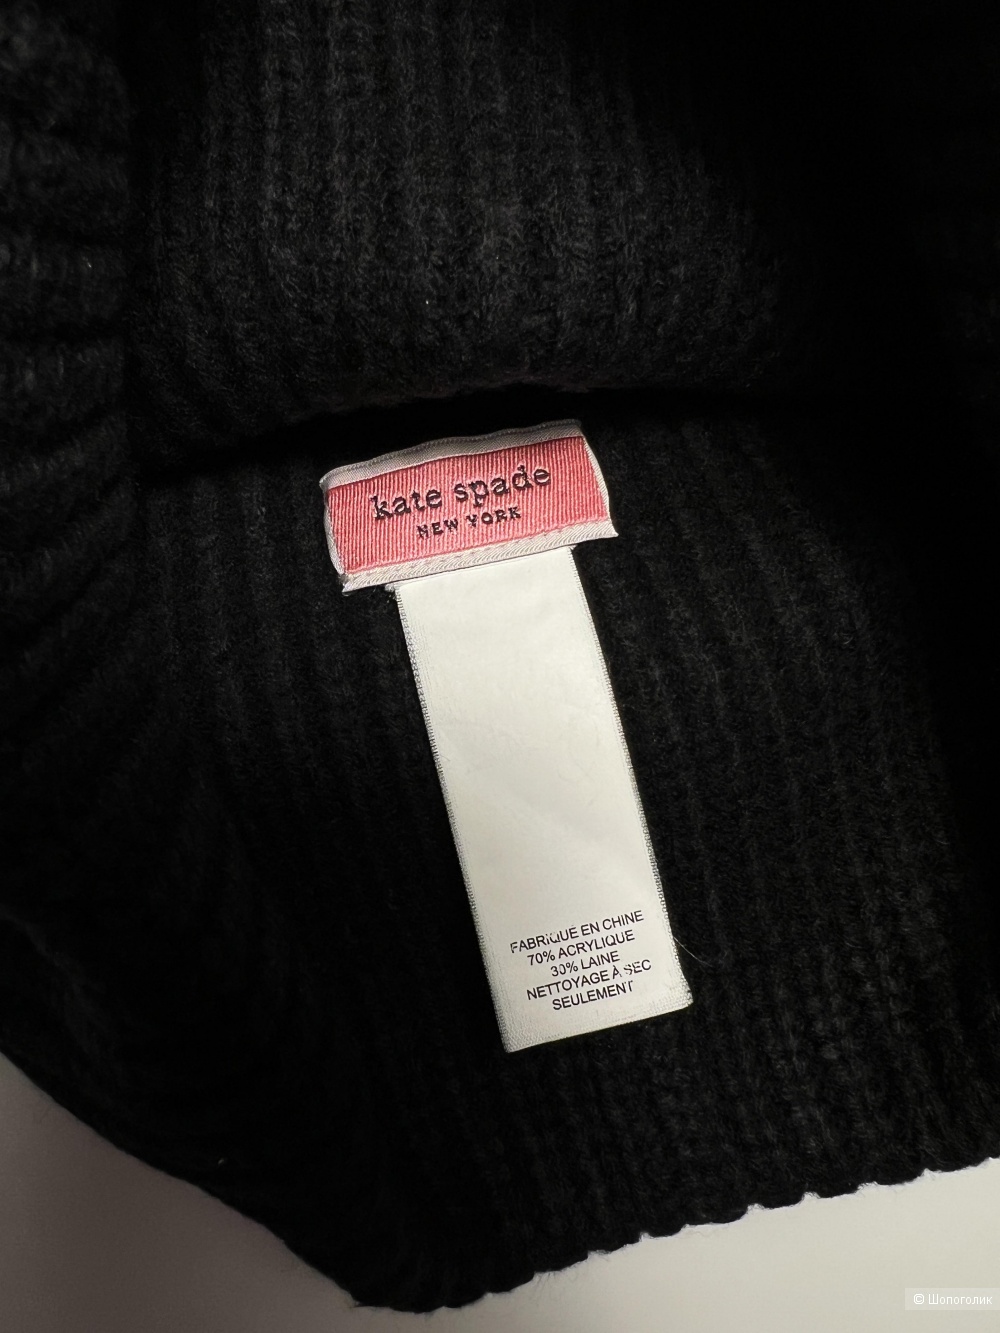 kate spade
NEW YORK
FABRIQUE EN CHINE
70% ACRYLIQUE
30% LAINE
NETTOYAGE À SEC
SEULEMENT
© Шопоголик